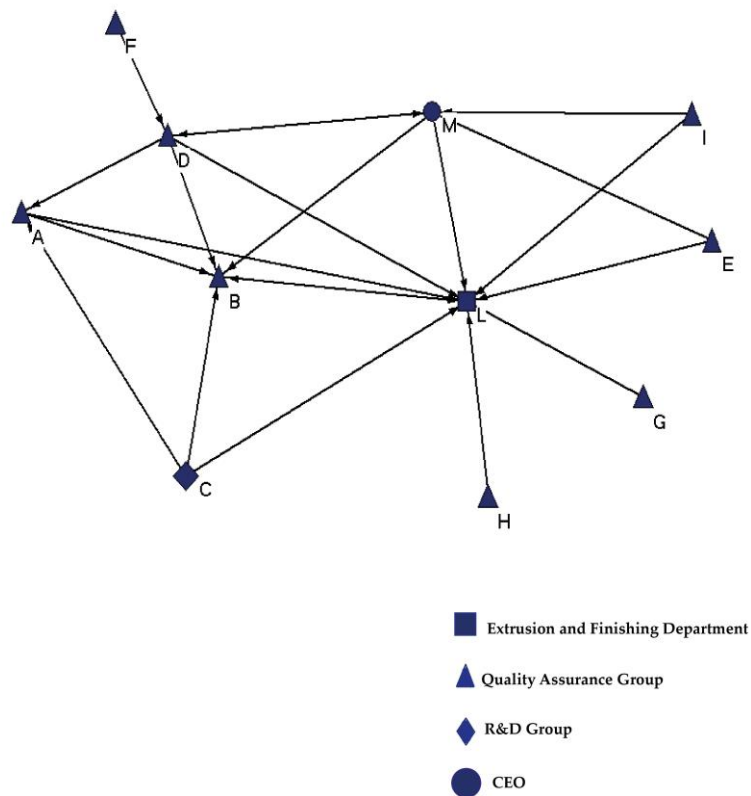 F
M
I
D
A
E
B
L
G
C
H
Extrusion and Finishing Department
Quality Assurance Group
R&D Group
CEO